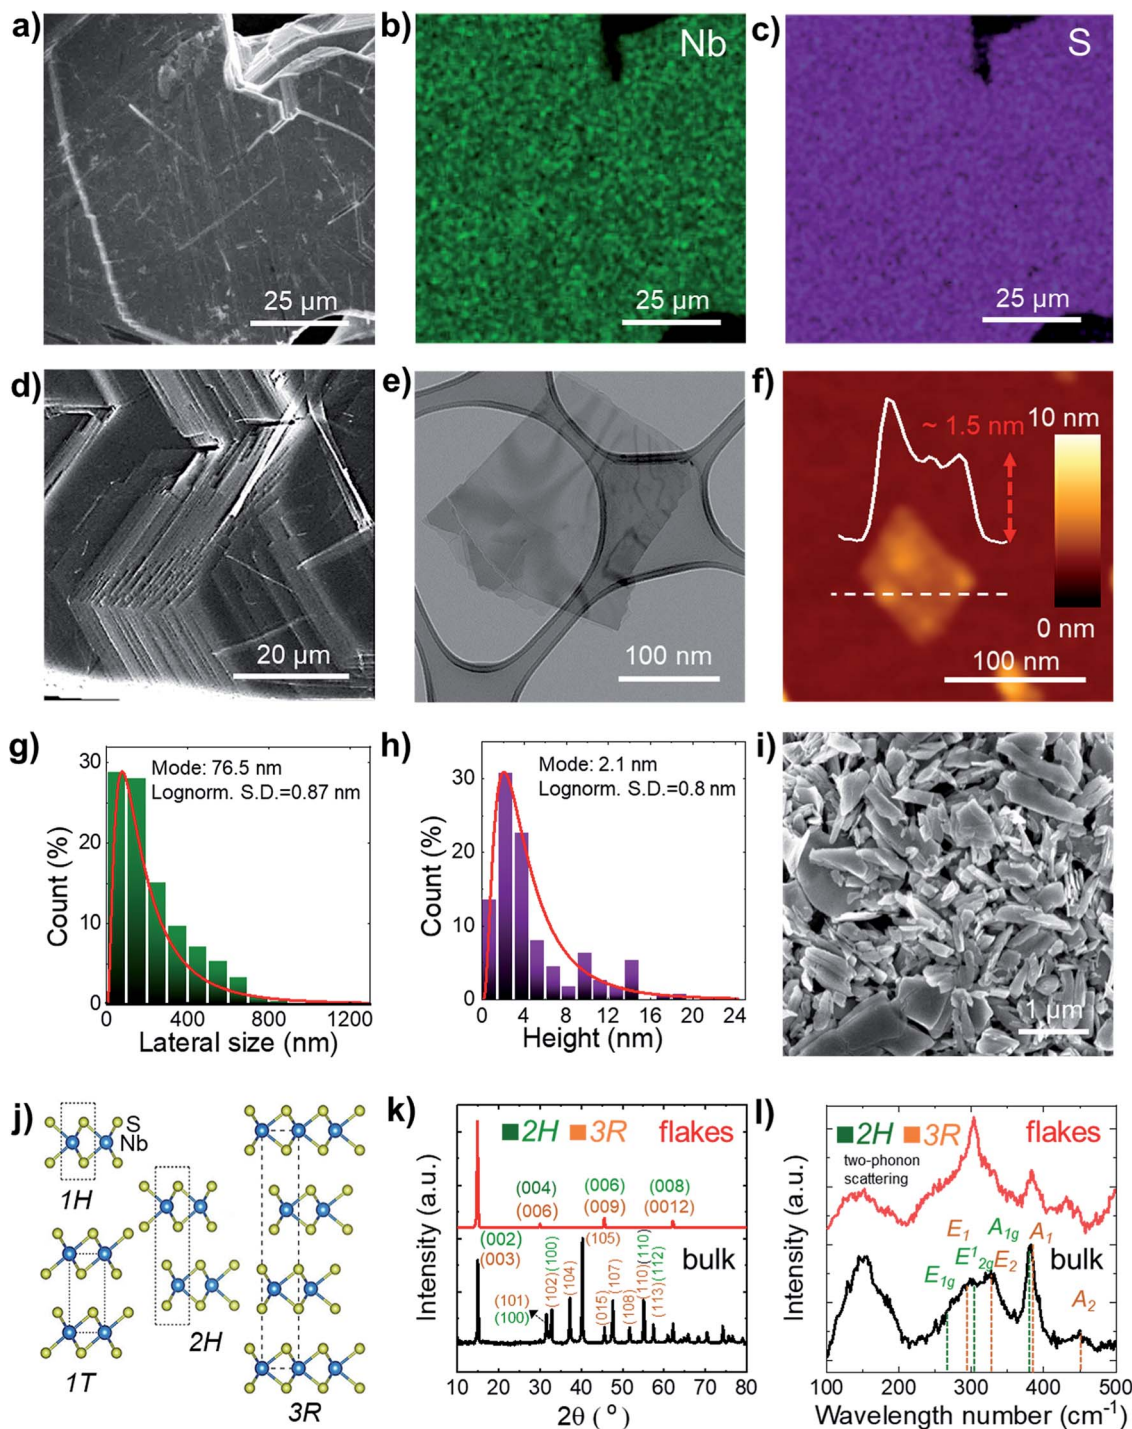 a)
25 µm
b)
Nb
25 µm
c)
S
25 µm
d)
20 µm
e)
100 nm
f)
~ 1.5 nm
10 nm
0 nm
100 nm
g)
Mode: 76.5 nm
Lognorm. S.D.=0.87 nm
30
20
10
0
Count (%)
0 400 800 1200
Lateral size (nm)
h)
Mode: 2.1 nm
Lognorm. S.D.=0.8 nm
30
20
10
0
Count (%)
0 4 8 12 16 20 24
Height (nm)
i)
1 µm
j)
S
Nb
1H
1T
2H
3R
k)
2H 3R flakes
(004) (006) (008)
(006) (009) (0012)
(002)
(003)
(101)
(100)
(102)
(100)
(104)
(105)
(015)
(107)
(108)
(110)
(110)
(113)
(112)
bulk
Intensity (a.u.)
10 20 30 40 50 60 70 80
2θ ( º )
l)
2H 3R flakes
two-phonon
scattering
E1g
E1
E12g
E2
A1g
A1
A2
bulk
Intensity (a.u.)
100 200 300 400 500
Wavelength number (cm-1)